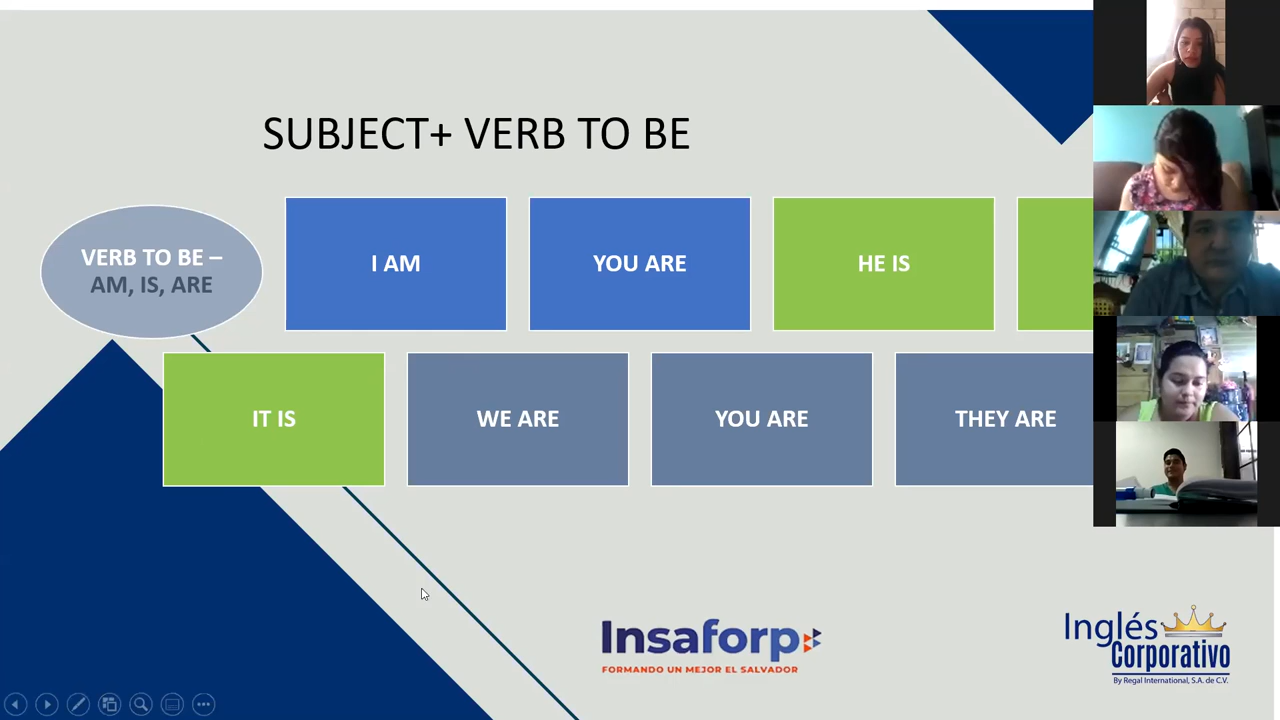 SUBJECT+ VERB TO BE
VERB TO BE –
AM, IS, ARE
I AM
YOU ARE
HE IS
IT IS
WE ARE
YOU ARE
THEY ARE
Insaforp
FORMANDO UN MEJOR EL SALVADOR
Inglés
Corporativo
By Regal International, S.A. de C.V.